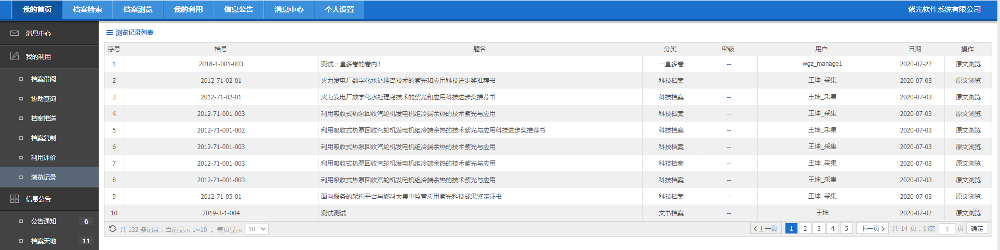 我的首页 档案检索 档案浏览 我的利用 信息公告 消息中心 个人设置 紫光软件系统有限公司
消息中心
我的利用
档案借阅
协助查询
档案推送
档案复制
利用评价
浏览记录
信息公告
公告通知 6
档案天地 11
浏览记录列表
序号 档号 题名 分类 密级 用户 日期 操作
1 2018-1-001-003 测试一盒多卷的卷内3 一盒多卷 -- wgz_manage1 2020-07-22 原文浏览
2 2012-71-02-01 火力发电厂数字化水处理岛技术的紫光和应用科技进步奖推荐书 科技档案 -- 王坤_采集 2020-07-03 原文浏览
3 2012-71-02-01 火力发电厂数字化水处理岛技术的紫光和应用科技进步奖推荐书 科技档案 -- 王坤_采集 2020-07-03 原文浏览
4 2012-71-001-003 利用吸收式热泵回收汽轮机发电机组冷端余热的技术紫光与应用 科技档案 -- 王坤_采集 2020-07-03 原文浏览
5 2012-71-001-002 利用吸收式热泵回收汽轮机发电机组冷端余热的技术紫光与应用科技进步奖推荐书 科技档案 -- 王坤_采集 2020-07-03 原文浏览
6 2012-71-001-003 利用吸收式热泵回收汽轮机发电机组冷端余热的技术紫光与应用 科技档案 -- 王坤_采集 2020-07-03 原文浏览
7 2012-71-001-003 利用吸收式热泵回收汽轮机发电机组冷端余热的技术紫光与应用 科技档案 -- 王坤_采集 2020-07-03 原文浏览
8 2012-71-001-003 利用吸收式热泵回收汽轮机发电机组冷端余热的技术紫光与应用 科技档案 -- 王坤_采集 2020-07-03 原文浏览
9 2012-71-05-01 面向服务的架构平台与燃料大集中监管应用紫光科技成果鉴定证书 科技档案 -- 王坤_采集 2020-07-03 原文浏览
10 2019-3-1-004 测试测试 文书档案 -- 王坤 2020-07-02 原文浏览
共 132 条记录，当前显示 1~10 。每页显示 10 上一页 1 2 3 4 5 下一页 共 14 页，到第 1 页 确定